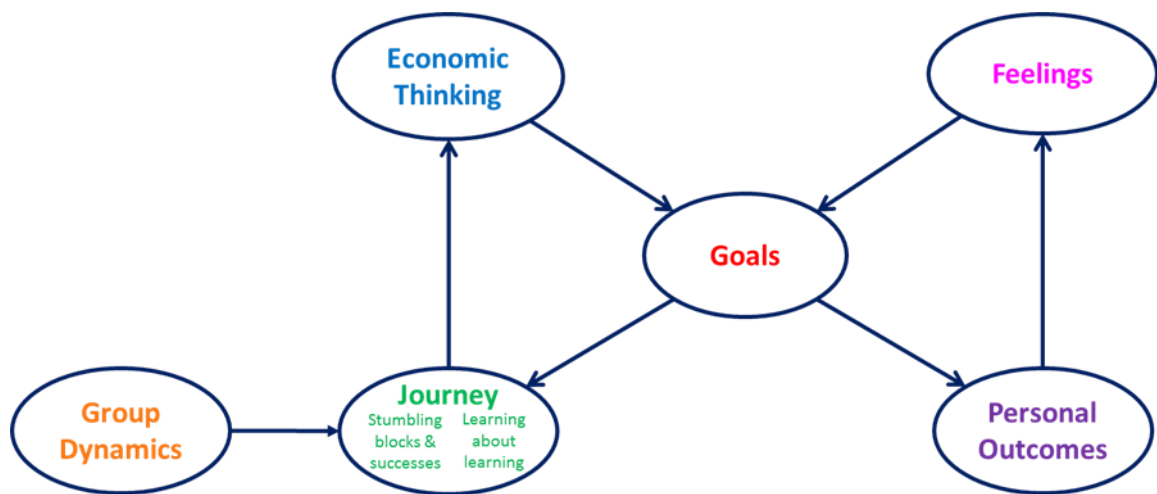 Economic
Thinking
Feelings
Goals
Group
Dynamics
Journey
Stumbling
blocks &
successes
Learning
about
learning
Personal
Outcomes